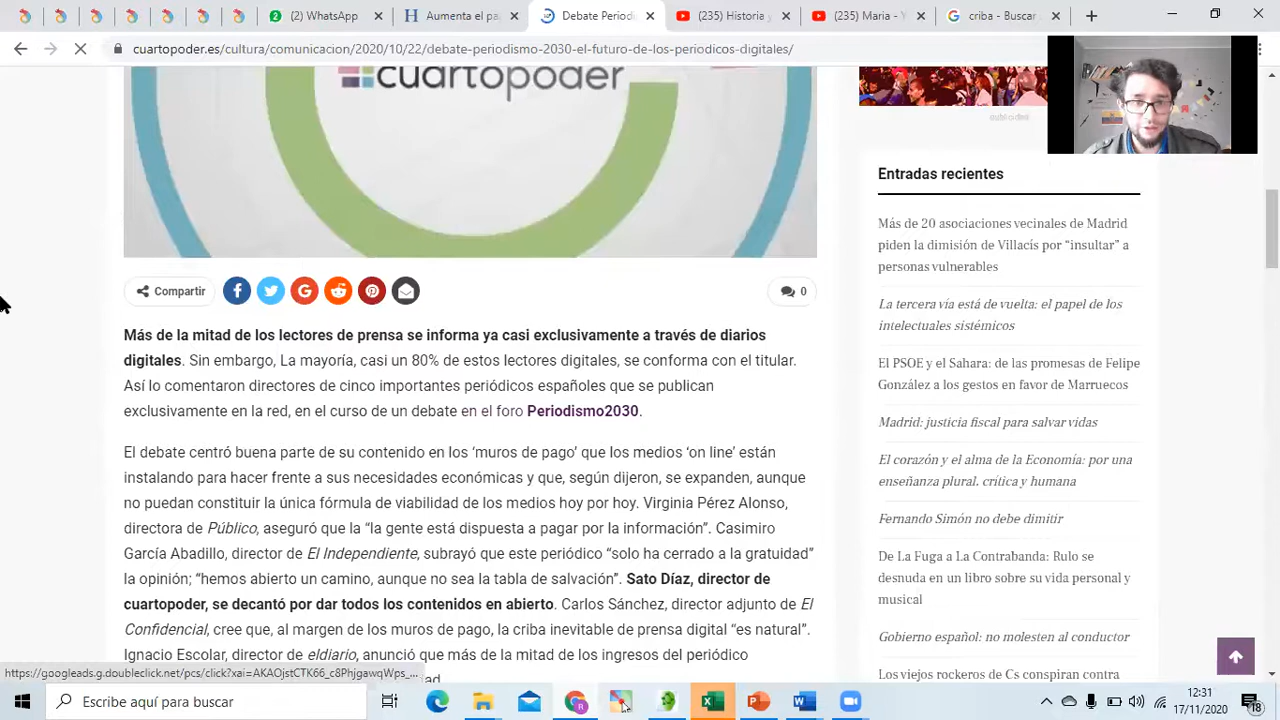 (2) Wha
Aumento el pa
Debate Period
(235) Historia y
(235) Maria - Y
criba - Buscar
cuartopoder.es/cultura/comunicacion/2020/10/22/debate-periodismo-2030-el-futuro-de-los-periodicos-digitales/
cuartopoder
Entradas recientes
Más de 20 asociaciones vecinales de Madrid
piden la dimisión de Villacís por “insultar” a
personas vulnerables
La tercera vía está de vuelta: el papel de los
intelectuales sistémicos
El PSOE y el Sahara: de las promesas de Felipe
González a los gestos en favor de Marruecos
Madrid: justicia fiscal para salvar vidas
El corazón y el alma de la Economía: por una
enseñanza plural, crítica y humana
Fernando Simón no debe dimitir
De La Fuga a La Contrabanda: Rulo se
desnuda en un libro sobre su vida personal y
musical
Gobierno español: no molesten al conductor
Los viejos rockeros de Cs conspiran contra
Compartir
0
Más de la mitad de los lectores de prensa se informa ya casi exclusivamente a través de diarios
digitales. Sin embargo, La mayoría, casi un 80% de estos lectores digitales, se conforma con el titular.
Así lo comentaron directores de cinco importantes periódicos españoles que se publican
exclusivamente en la red, en el curso de un debate en el foro Periodismo2030.
El debate centró buena parte de su contenido en los ‘muros de pago’ que los medios ‘on line’ están
instalando para hacer frente a sus necesidades económicas y que, según dijeron, se expanden, aunque
no puedan constituir la única fórmula de viabilidad de los medios hoy por hoy. Virginia Pérez Alonso,
directora de Público, aseguró que la “la gente está dispuesta a pagar por la información”. Casimiro
García Abadillo, director de El Independiente, subrayó que este periódico “solo ha cerrado a la gratuidad”
la opinión; “hemos abierto un camino, aunque no sea la tabla de salvación”. Sato Díaz, director de
cuartopoder, se decantó por dar todos los contenidos en abierto. Carlos Sánchez, director adjunto de El
Confidencial, cree que, al margen de los muros de pago, la criba inevitable de prensa digital “es natural”.
Ignacio Escolar, director de eldiario, anunció que más de la mitad de los ingresos del periódico
ad
https://googleads.g.doubleclick.net/pcs/click?xai=AKAOjstCTK66_c8PhjgawqWps_...
Escribe aquí para buscar
12:31
17/11/2020
18